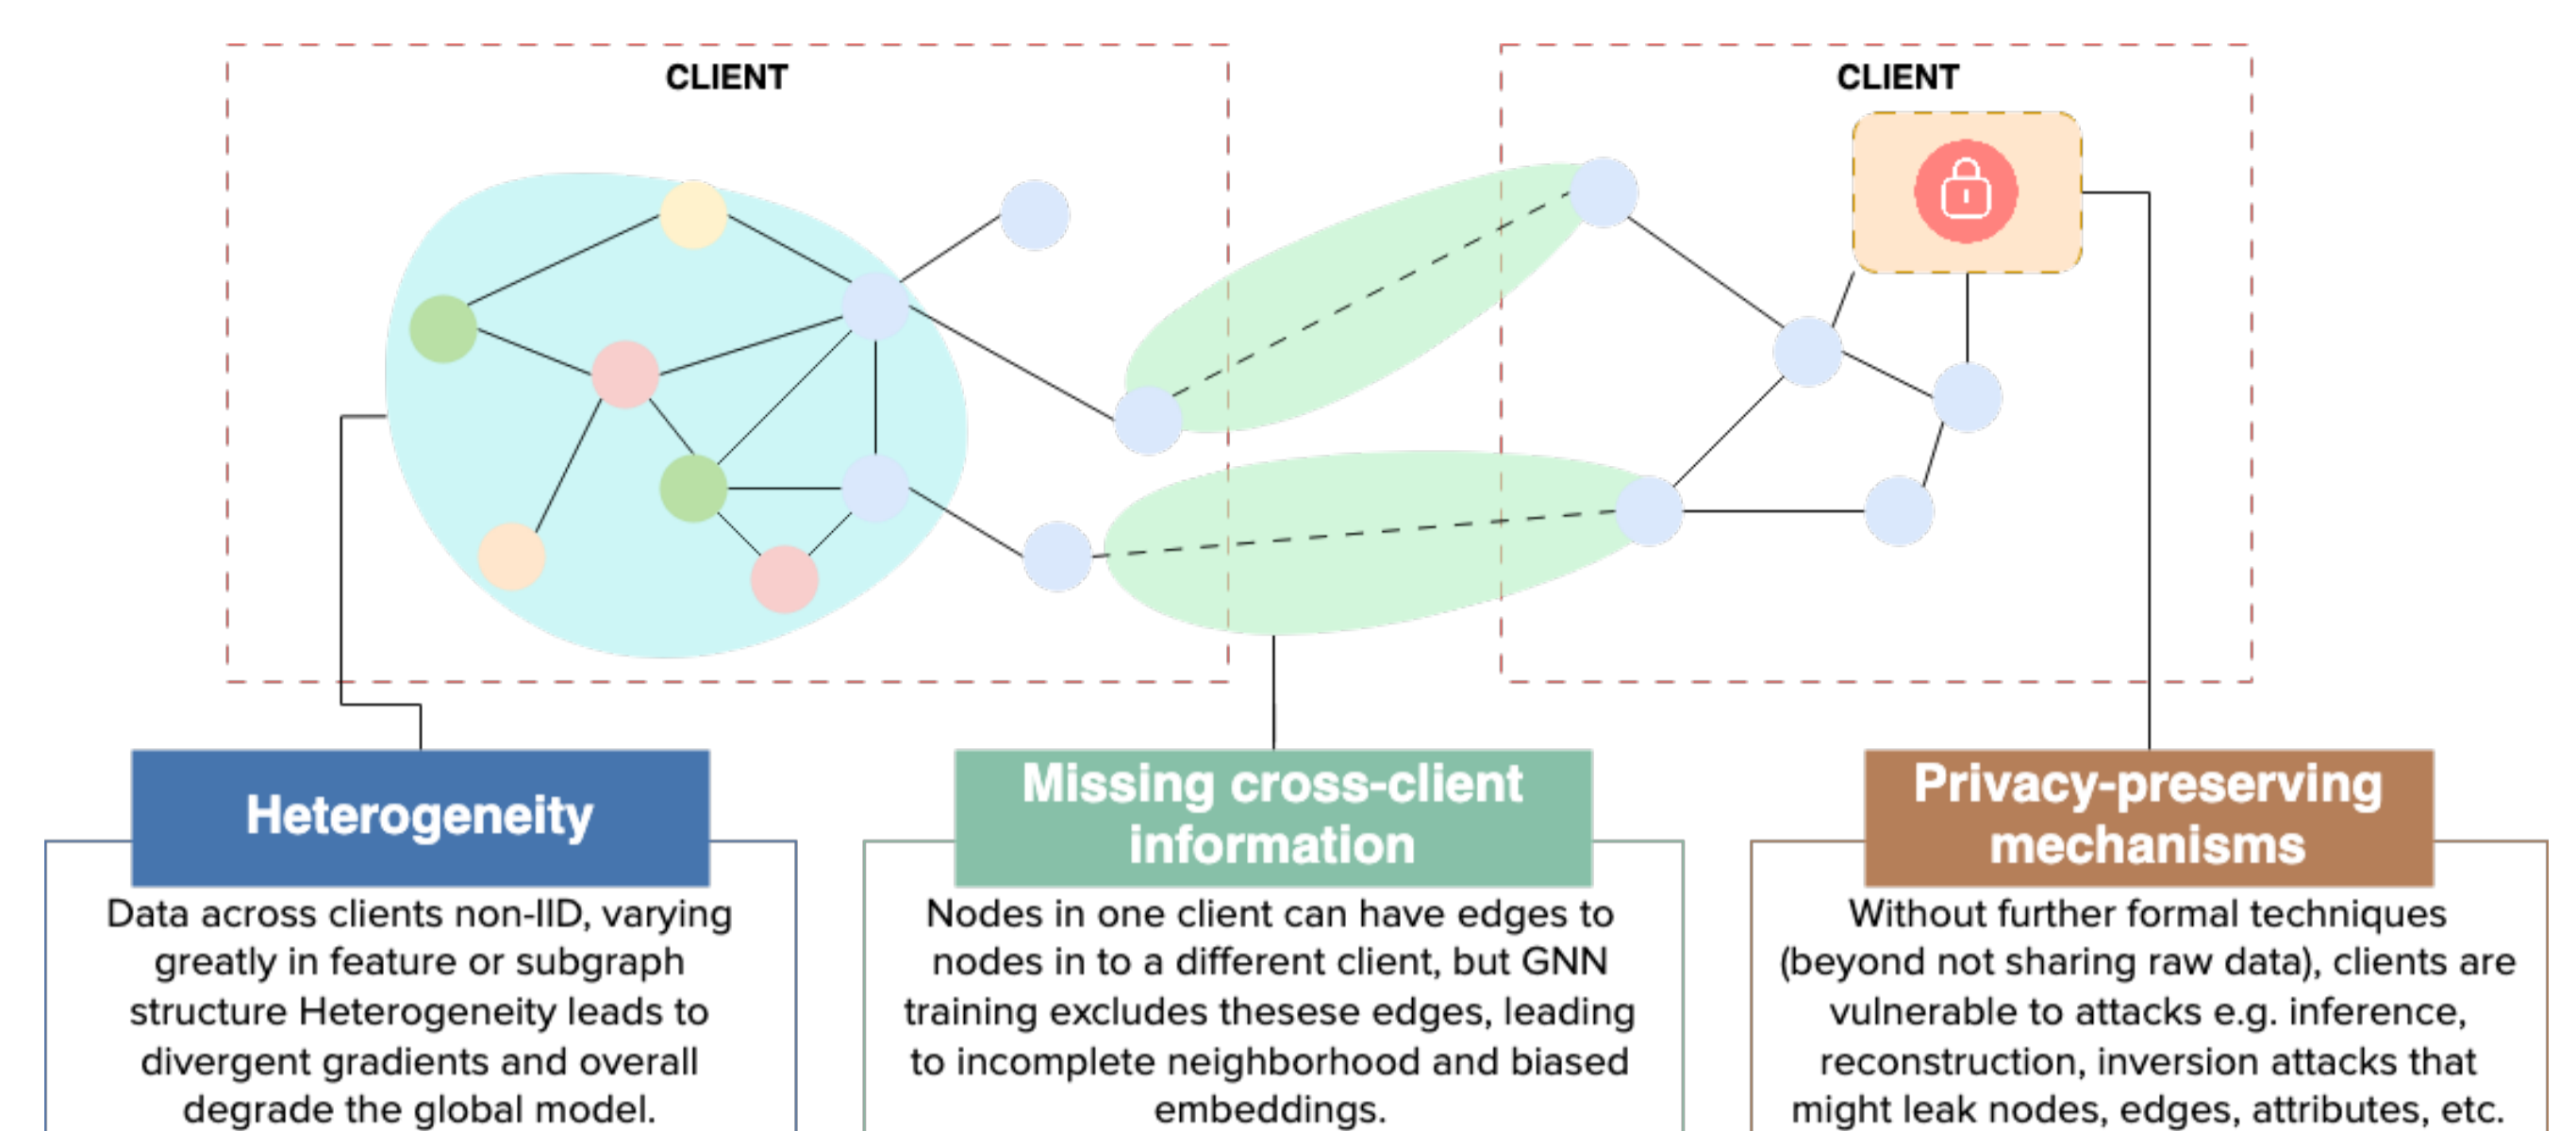 CLIENT
CLIENT
Heterogeneity
Data across clients non-IID, varying
greatly in feature or subgraph
structure Heterogeneity leads to
divergent gradients and overall
degrade the global model.
Missing cross-client
information
Nodes in one client can have edges to
nodes in to a different client, but GNN
training excludes thesese edges, leading
to incomplete neighborhood and biased
embeddings.
Privacy-preserving
mechanisms
Without further formal techniques
(beyond not sharing raw data), clients are
vulnerable to attacks e.g. inference,
reconstruction, inversion attacks that
might leak nodes, edges, attributes, etc.